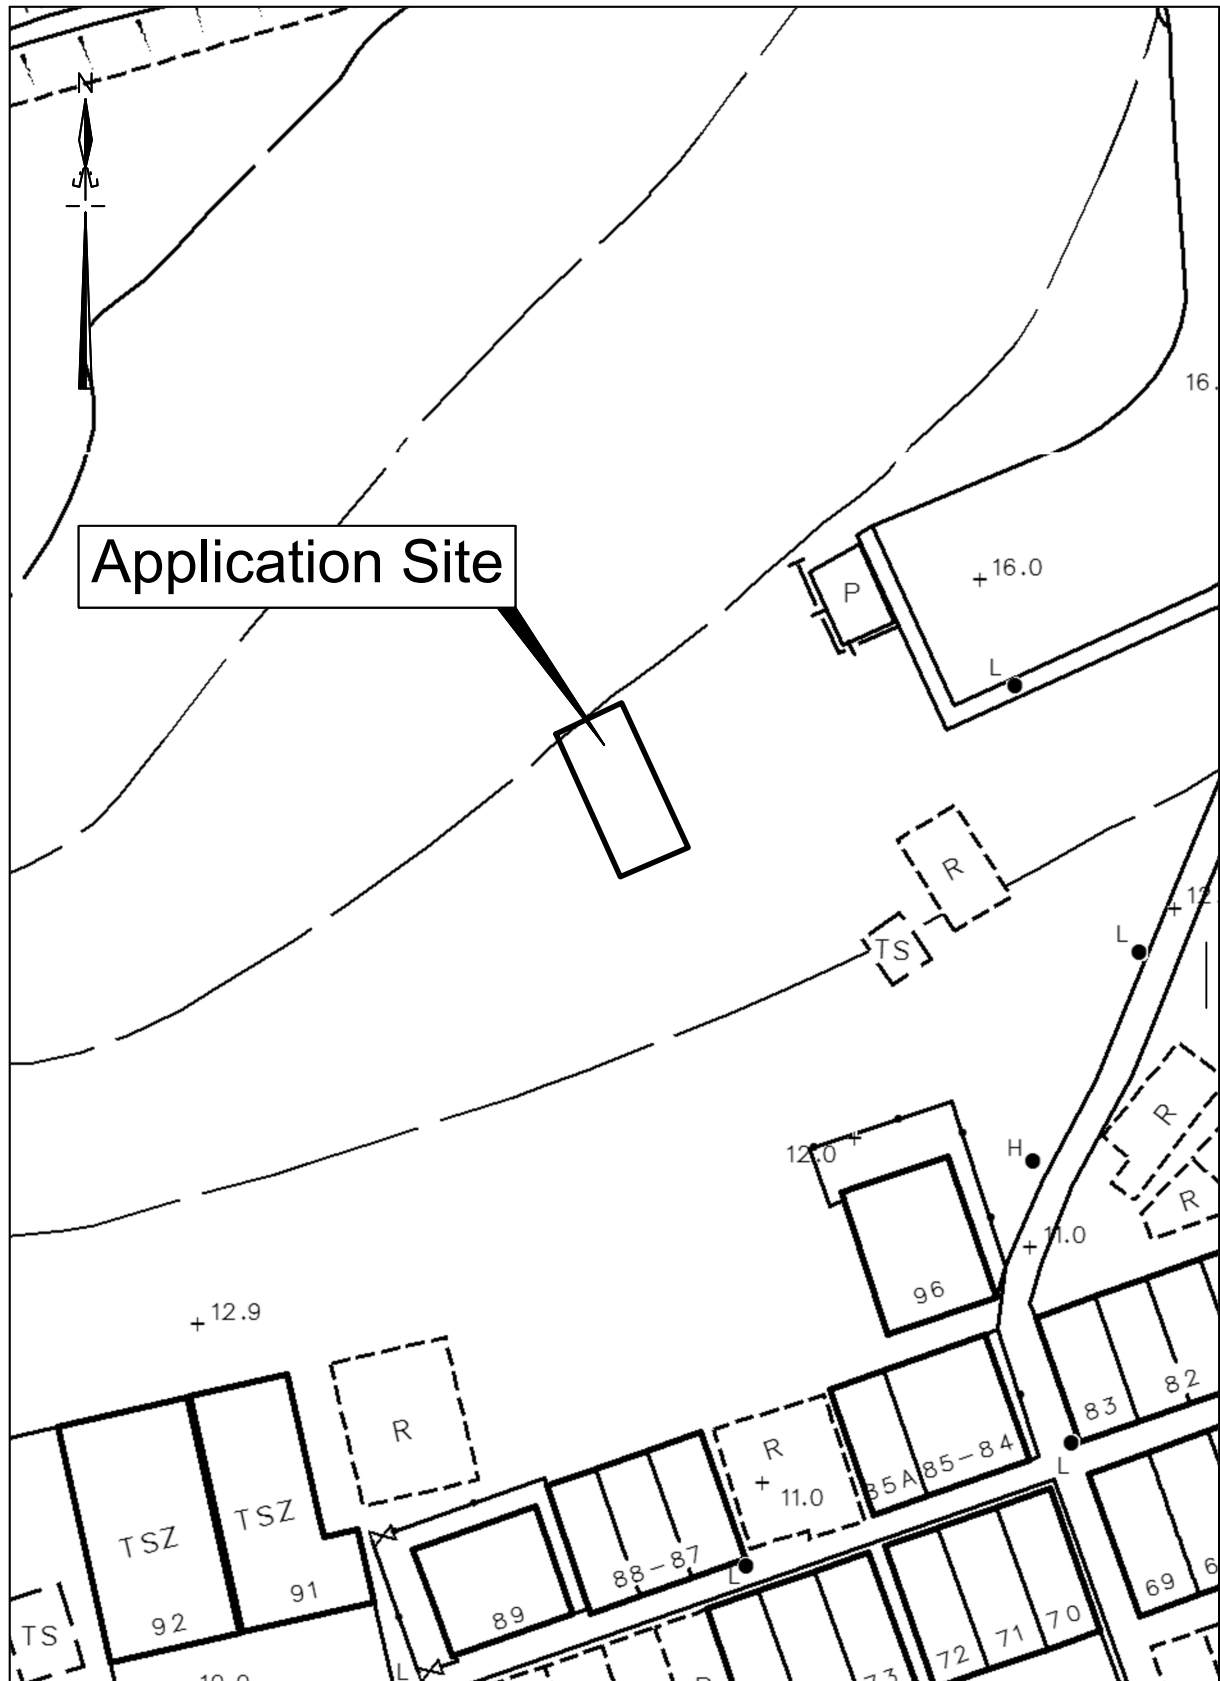 N
16.
Application Site
+16.0
P
L
R
TS
+12
L
R
12.0+
H
R
+11.0
96
+12.9
82
83
R
R
85-84
+11.0
L
TSZ
TSZ
88-87
L
69
91
89
70
92
71
TS
72
L